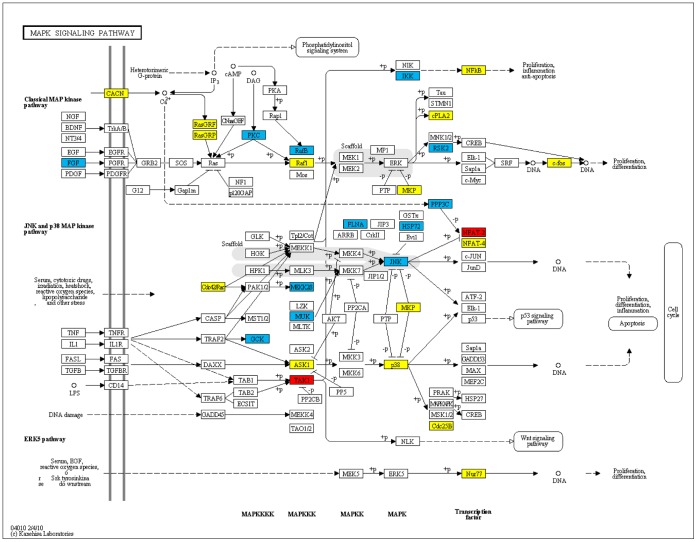 MAPK SIGNALING PATHWAY
Phosphatidylinositol
signaling system
Heterotrimeric
G-protein
IP3
cAMP
DAG
NIK
IKK
+p
NFkB
Proliferation,
inflammation
anti-apoptosis
CACN
Ca2+
PKA
+p
Classical MAP kinase
pathway
RasGRF
RasGRP
CNasGEF
PKC
Rap1
+p
Tau
STMN1
cPLA2
NGF
BDNF
NT3/4
TrkA/B
RafB
Scaffold
MP1
MNK1/2
RSK2
CREB
EGF
FGF
PDGF
EGFR
FGFR
PDGFR
GRB2
SOS
Ras
Raf1
Mos
MEK1
MEK2
ERK
Elk-1
Sap1a
c-Myc
SRF
DNA
c-fos
DNA
Proliferation,
differentiation
G12
Gap1m
NF1
p120GAP
PTP
MKP
PPP3C
JNK and p38 MAP kinase
pathway
FLNA
JIP3
ARRB
CrkII
GSTπ
HSP72
Evi1
NFAT-2
NFAT-4
Scaffold
GLK
HGK
HPK1
Tpl2/Cot
MEKK1
MLK3
MKK4
MKK7
JNK
JIP1/2
c-JUN
JunD
DNA
Serum, cytotoxic drugs,
irradiation, heatshock,
reactive oxygen species,
lipopolysaccharide
and other stress
Cdc42/Rac
PAK1/2
MEKK2/3
LZK
MUK
MLTK
PP2CA
AKT
MKP
PTP
ATF-2
Elk-1
p53
p53 signaling
pathway
Proliferation,
differentiation,
inflammation
Apoptosis
Cell
cycle
CASP
MST1/2
TNF
IL1
FASL
TGFB
TNFR
IL1R
FAS
TGFBR
TRAF2
GCK
DAXX
ASK2
ASK1
MKK3
MKK6
p38
Sap1a
GADD153
MAX
MEF2C
DNA
LPS
CD14
TAB1
TAB2
TRAF6
ECSIT
TAK1
PP2CB
PP5
PRAK
MAPKAPK
MSK1/2
Cdc25B
HSP27
CREB
DNA damage
GADD45
MEKK4
TAO1/2
NLK
Wnt signaling
pathway
ERK5 pathway
Serum, EGF,
reactive oxygen species,
o
r Src tyrosine kinase
re downstream
MEK5
ERK5
Nur77
DNA
Proliferation,
differentiation
MAPKKKK
MAPKKK
MAPKK
MAPK
Transcription
factor
04010 2/4/10
(c) Kanehisa Laboratories